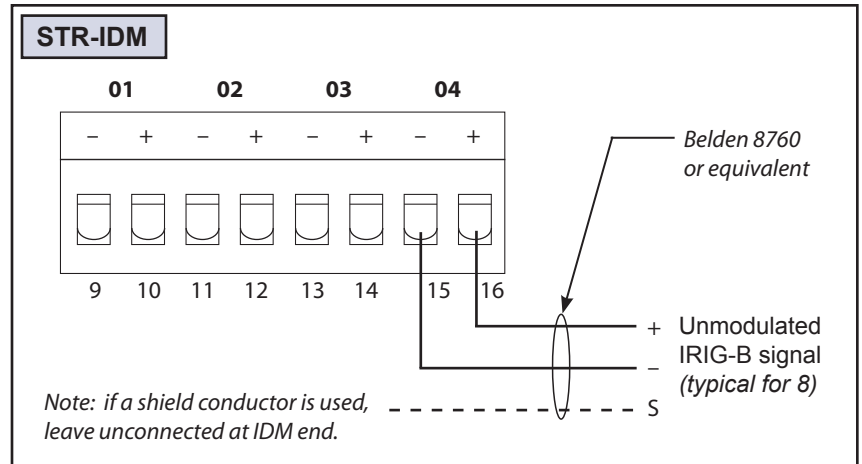 STR-IDM
01 02 03 04
– + – + – + – +
Belden 8760
or equivalent
9 10 11 12 13 14 15 16
+ Unmodulated
– IRIG-B signal
(typical for 8)
S
Note: if a shield conductor is used,
leave unconnected at IDM end.